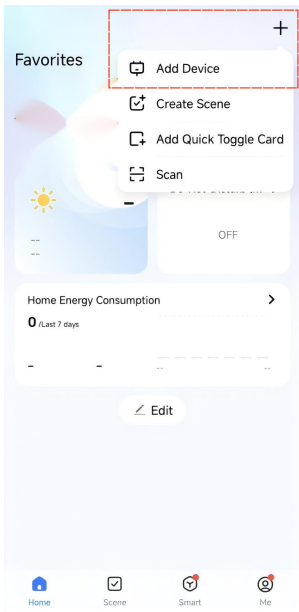 Favorites
Add Device
Create Scene
Add Quick Toggle Card
Scan
--
--
OFF
Home Energy Consumption
0 /Last 7 days
- - -- --
Edit
Home Scene Smart Me